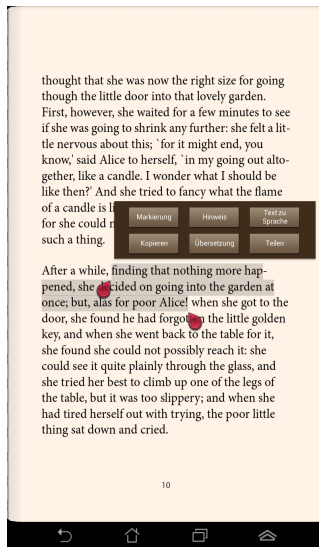 thought that she was now the right size for going
though the little door into that lovely garden.
First, however, she waited for a few minutes to see
if she was going to shrink any further: she felt a lit-
tle nervous about this; `for it might end, you
know,' said Alice to herself, `in my going out alto-
gether, like a candle. I wonder what I should be
like then?' And she tried to fancy what the flame
of a candle is li
for she could n
such a thing.
Markierung Hinweis Text zu Sprache
Kopieren Übersetzung Teilen
After a while, finding that nothing more hap-
pened, she decided on going into the garden at
once; but, alas for poor Alice! when she got to the
door, she found he had forgotten the little golden
key, and when she went back to the table for it,
she found she could not possibly reach it: she
could see it quite plainly through the glass, and
she tried her best to climb up one of the legs of
the table, but it was too slippery; and when she
had tired herself out with trying, the poor little
thing sat down and cried.
10